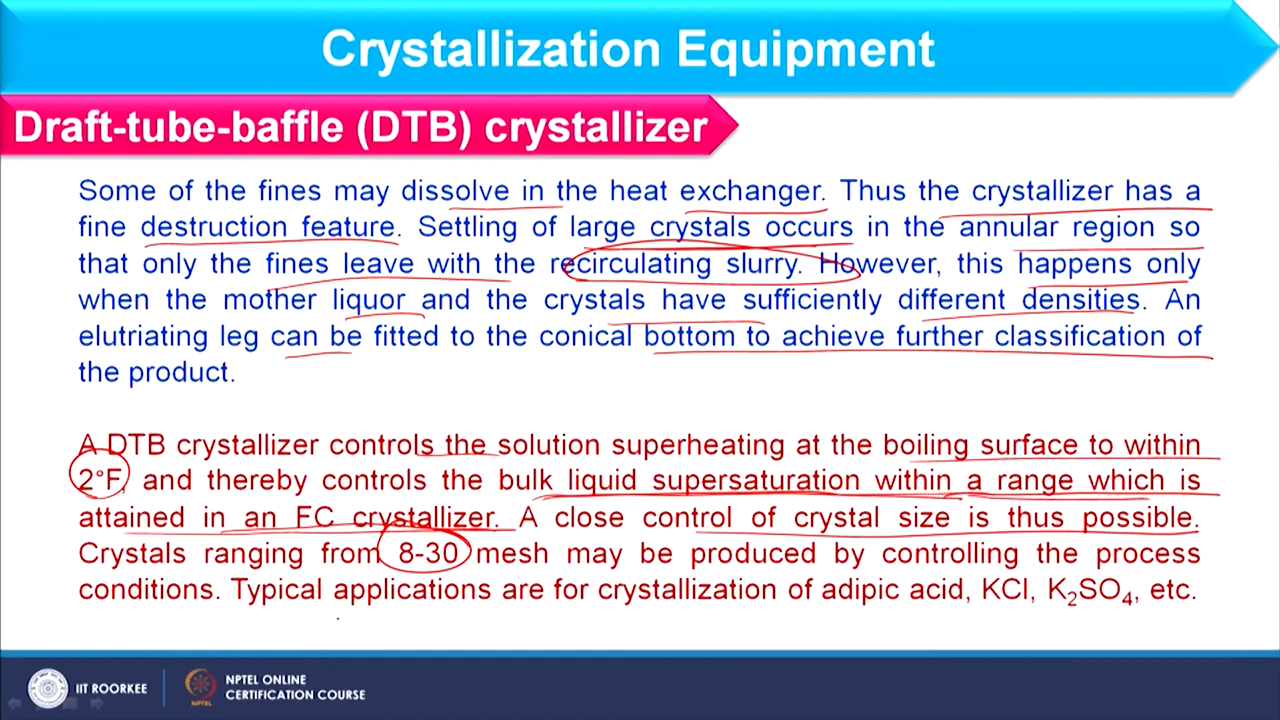 Crystallization Equipment
Draft-tube-baffle (DTB) crystallizer
Some of the fines may dissolve in the heat exchanger. Thus the crystallizer has a
fine destruction feature. Settling of large crystals occurs in the annular region so
that only the fines leave with the recirculating slurry. However, this happens only
when the mother liquor and the crystals have sufficiently different densities. An
elutriating leg can be fitted to the conical bottom to achieve further classification of
the product.
A DTB crystallizer controls the solution superheating at the boiling surface to within
2°F, and thereby controls the bulk liquid supersaturation within a range which is
attained in an FC crystallizer. A close control of crystal size is thus possible.
Crystals ranging from 8-30 mesh may be produced by controlling the process
conditions. Typical applications are for crystallization of adipic acid, KCl, K₂SO₄, etc.
IIT ROORKEE
NPTEL
NPTEL ONLINE
CERTIFICATION COURSE